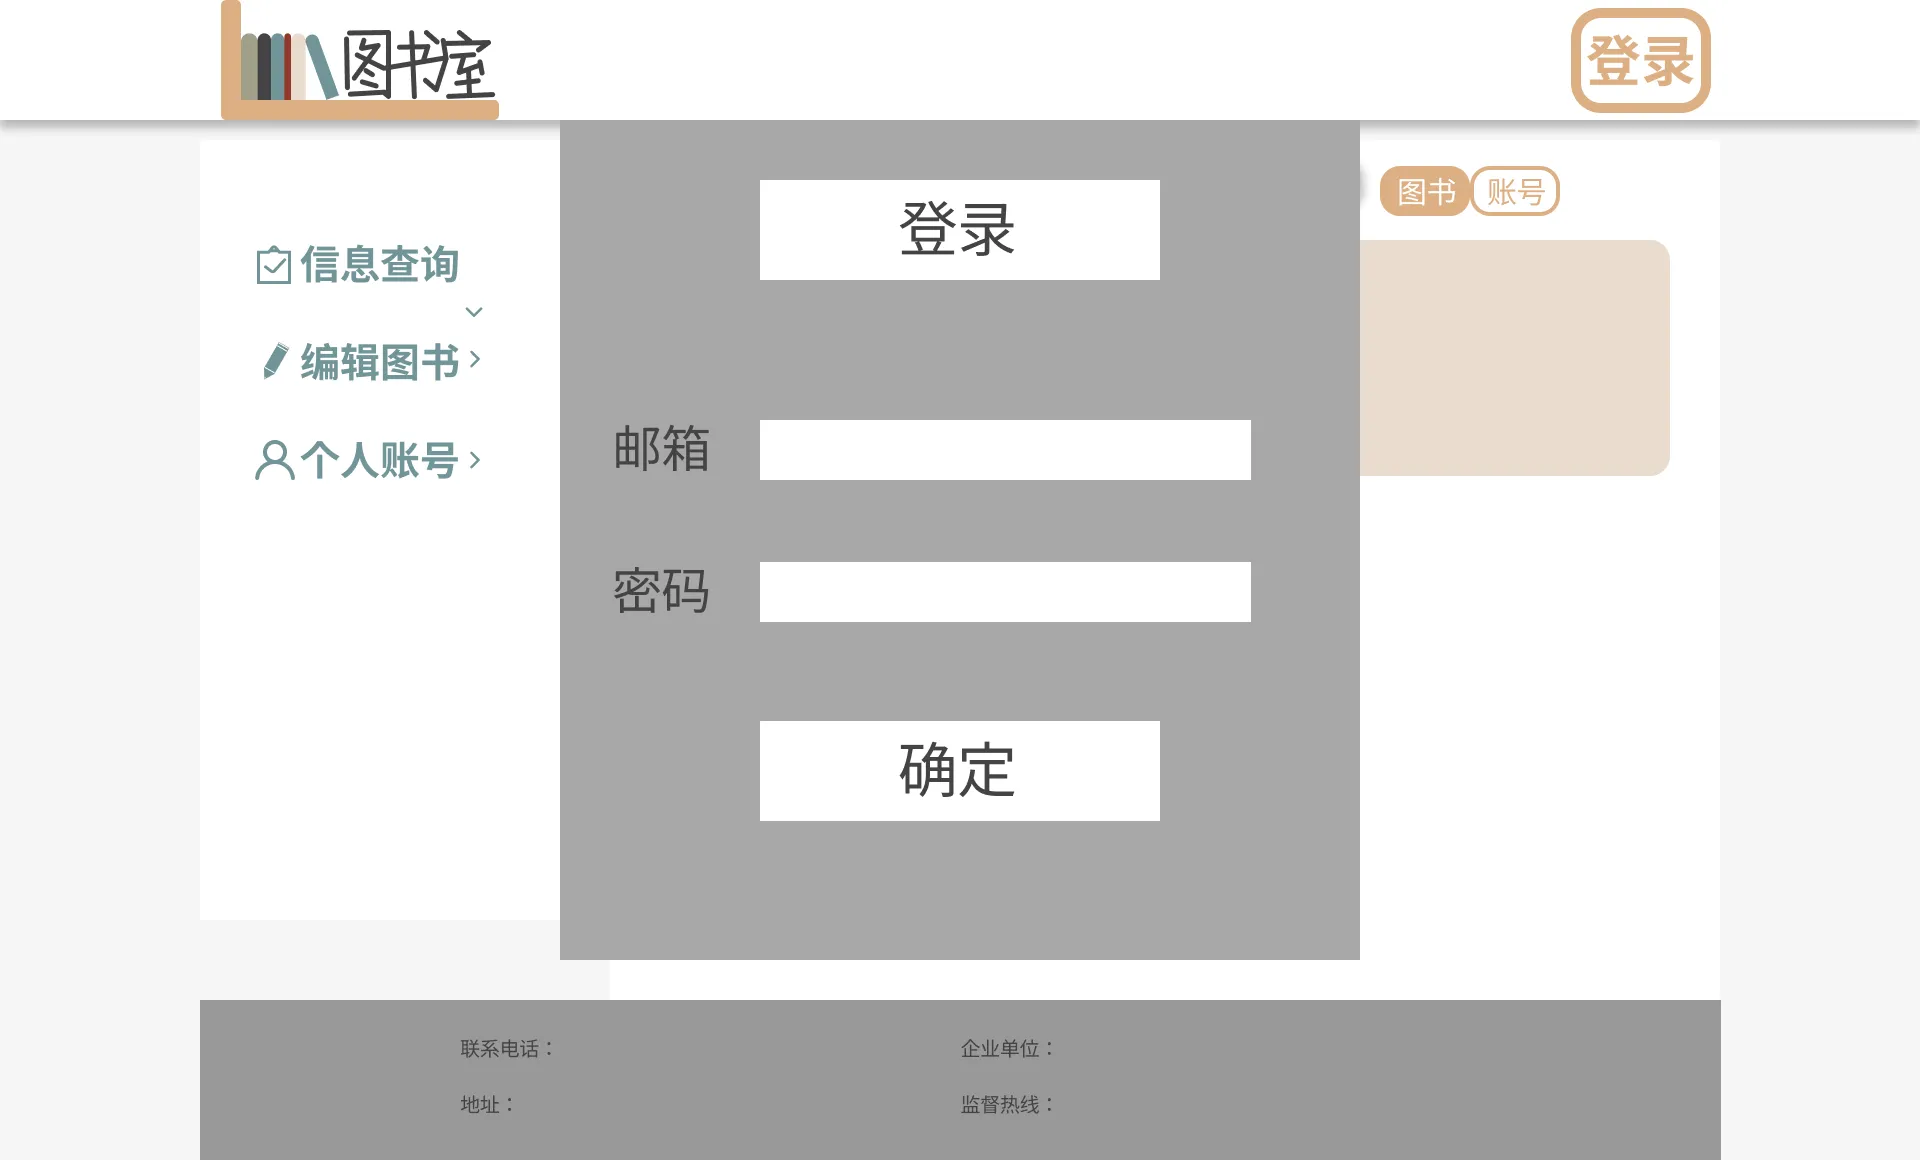 图书室
登录
图书
账号
信息查询
编辑图书
个人账号
登录
邮箱
密码
确定
联系电话：
企业单位：
地址：
监督热线：